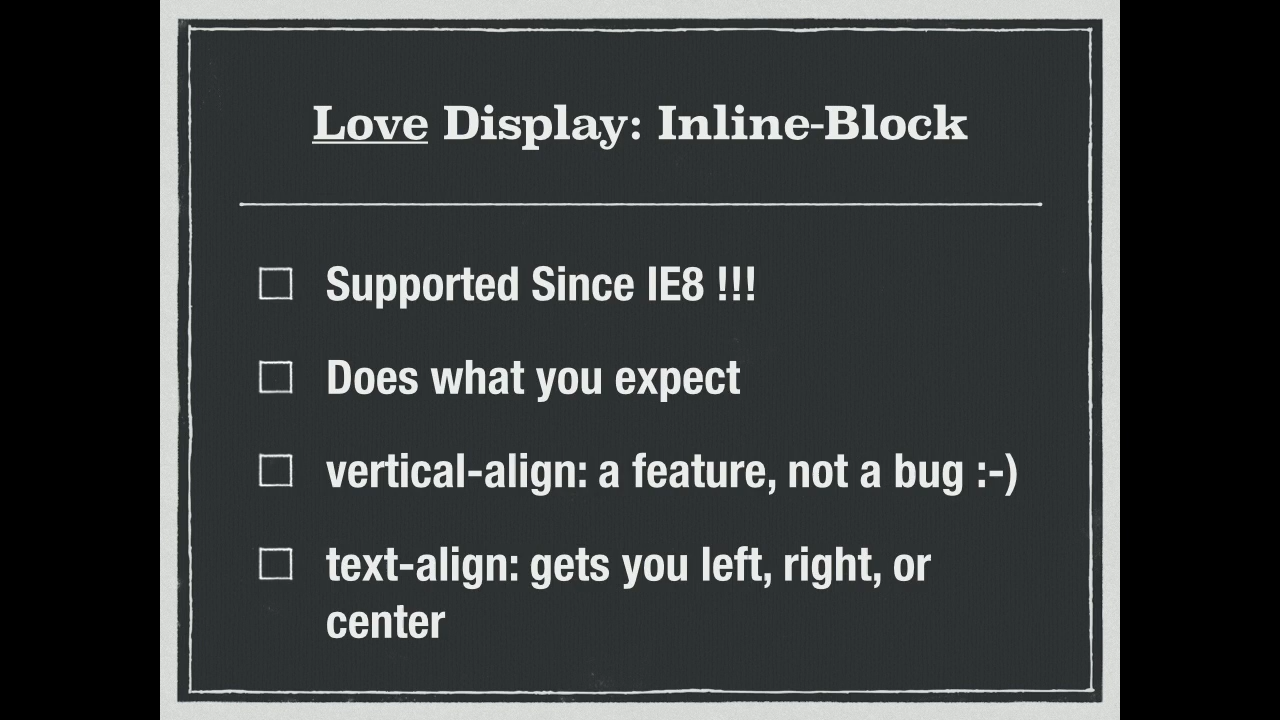 Love Display: Inline-Block
Supported Since IE8 !!!
Does what you expect
vertical-align: a feature, not a bug :-)
text-align: gets you left, right, or
center